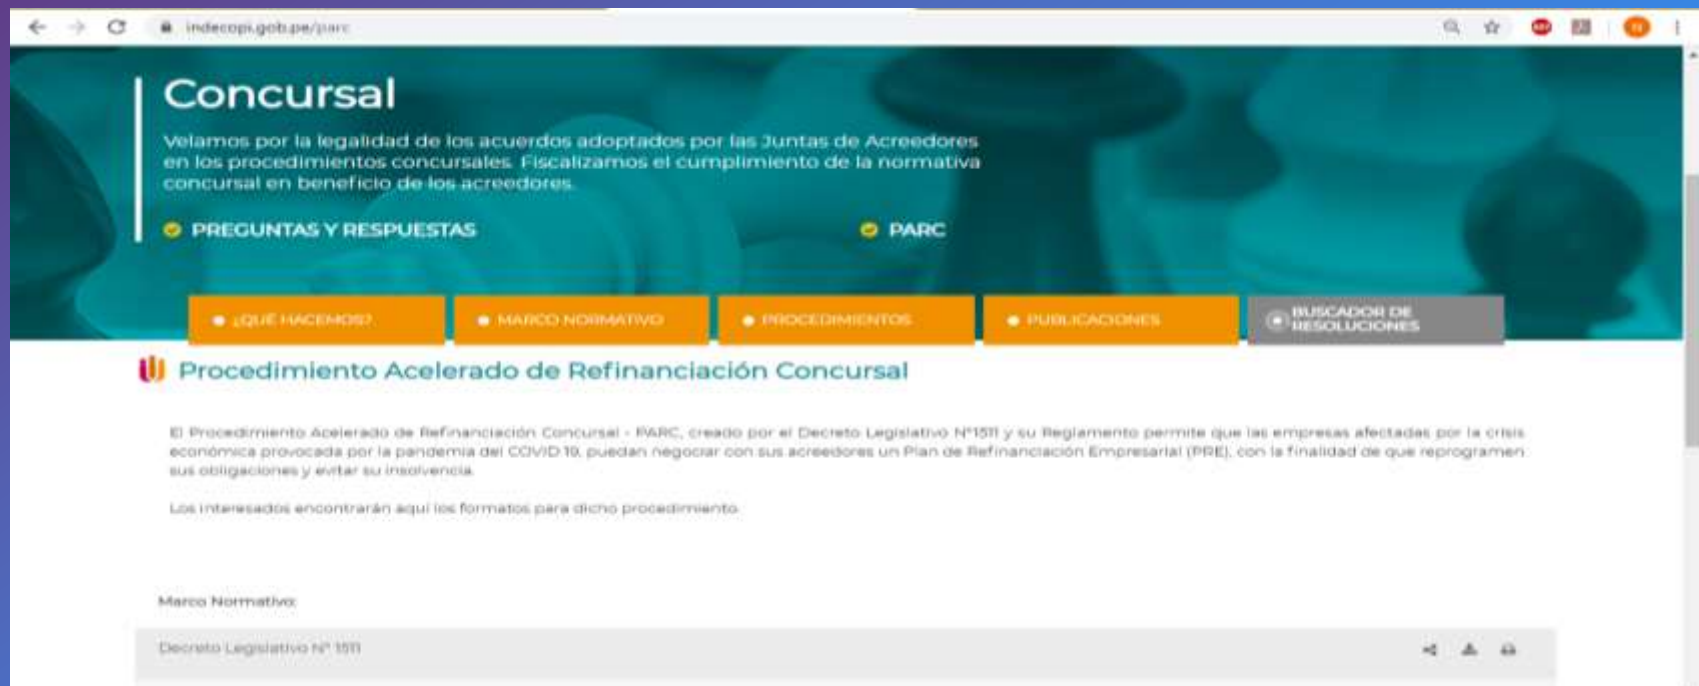 indecopi.gob.pe/parc
Concursal
Velamos por la legalidad de los acuerdos adoptados por las Juntas de Acreedores
en los procedimientos concursales. Fiscalizamos el cumplimiento de la normativa
concursal en beneficio de los acreedores.
PREGUNTAS Y RESPUESTAS
PARC
¿QUÉ HACEMOS?
MARCO NORMATIVO
PROCEDIMIENTOS
PUBLICACIONES
BUSCADOR DE
RESOLUCIONES
Procedimiento Acelerado de Refinanciación Concursal
El Procedimiento Acelerado de Refinanciación Concursal - PARC, creado por el Decreto Legislativo N°1511 y su Reglamento permite que las empresas afectadas por la crisis
económica provocada por la pandemia del COVID 19, puedan negociar con sus acreedores un Plan de Refinanciación Empresarial (PRE), con la finalidad de que reprogramen
sus obligaciones y evitar su insolvencia.
Los interesados encontrarán aquí los formatos para dicho procedimiento.
Marco Normativo:
Decreto Legislativo N° 1511